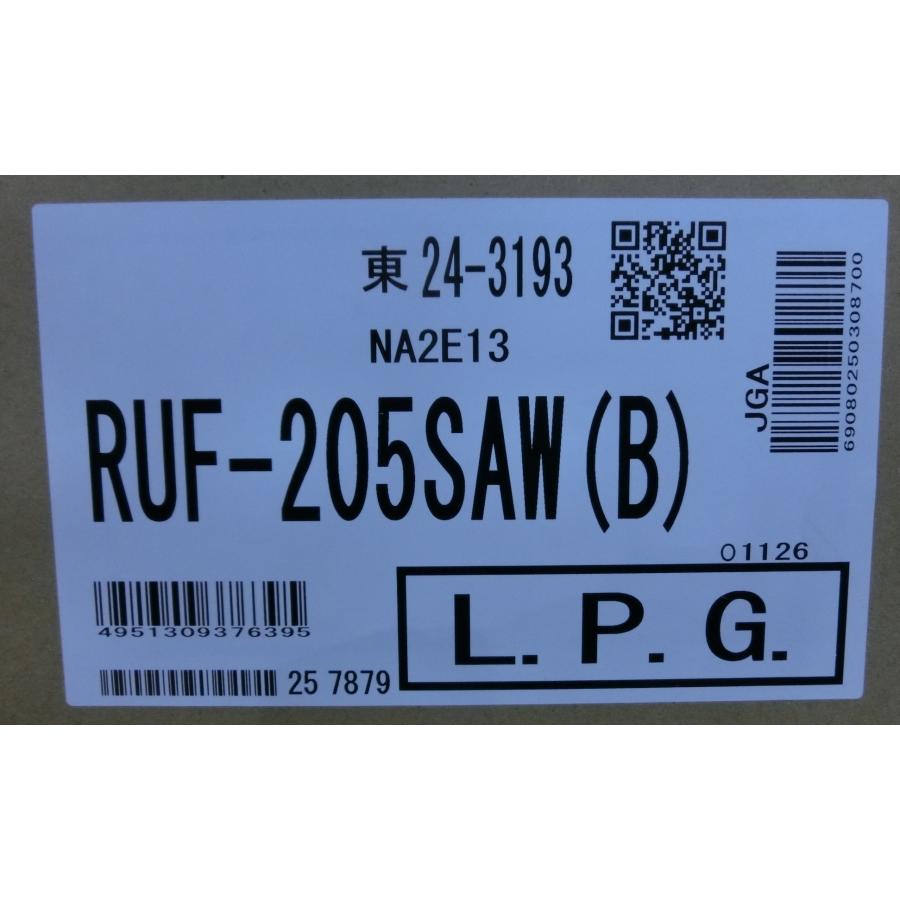 東 24-3193
NA2E13
RUF-205SAW(B)
JGA
69080250308700
01126
4951309376395
L. P. G.
25 7879